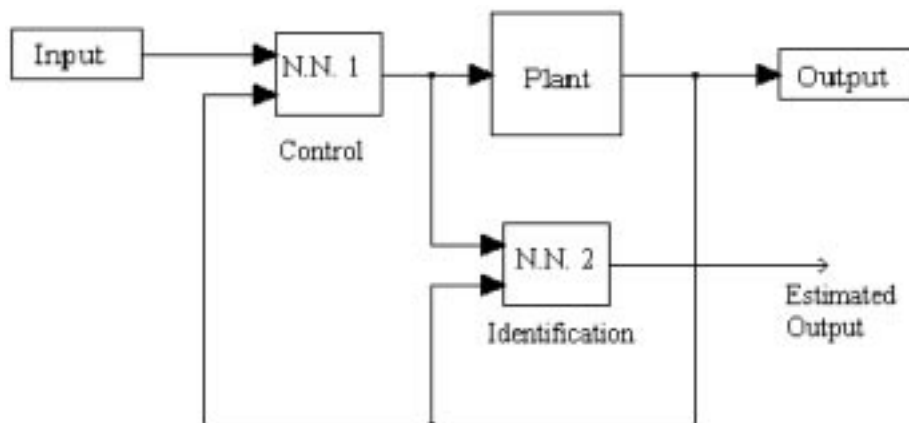 Input
N.N. 1
Plant
Output
Control
N.N. 2
Estimated
Output
Identification